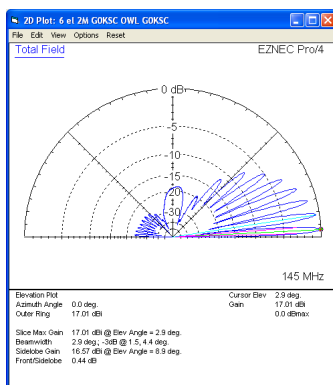 2D Plot: 6 el 2M G0KSC OWL G0KSC
File Edit View Options Reset
Total Field
EZNEC Pro/4
0 dB
-5
-10
-15
-20
-30
145 MHz
Elevation Plot
Azimuth Angle 0.0 deg.
Outer Ring 17.01 dBi
Cursor Elev 2.9 deg.
Gain 17.01 dBi
0.0 dBmax
Slice Max Gain 17.01 dBi @ Elev Angle = 2.9 deg.
Beamwidth 2.9 deg.; -3dB @ 1.5, 4.4 deg.
Sidelobe Gain 16.57 dBi @ Elev Angle = 8.9 deg.
Front/Sidelobe 0.44 dB